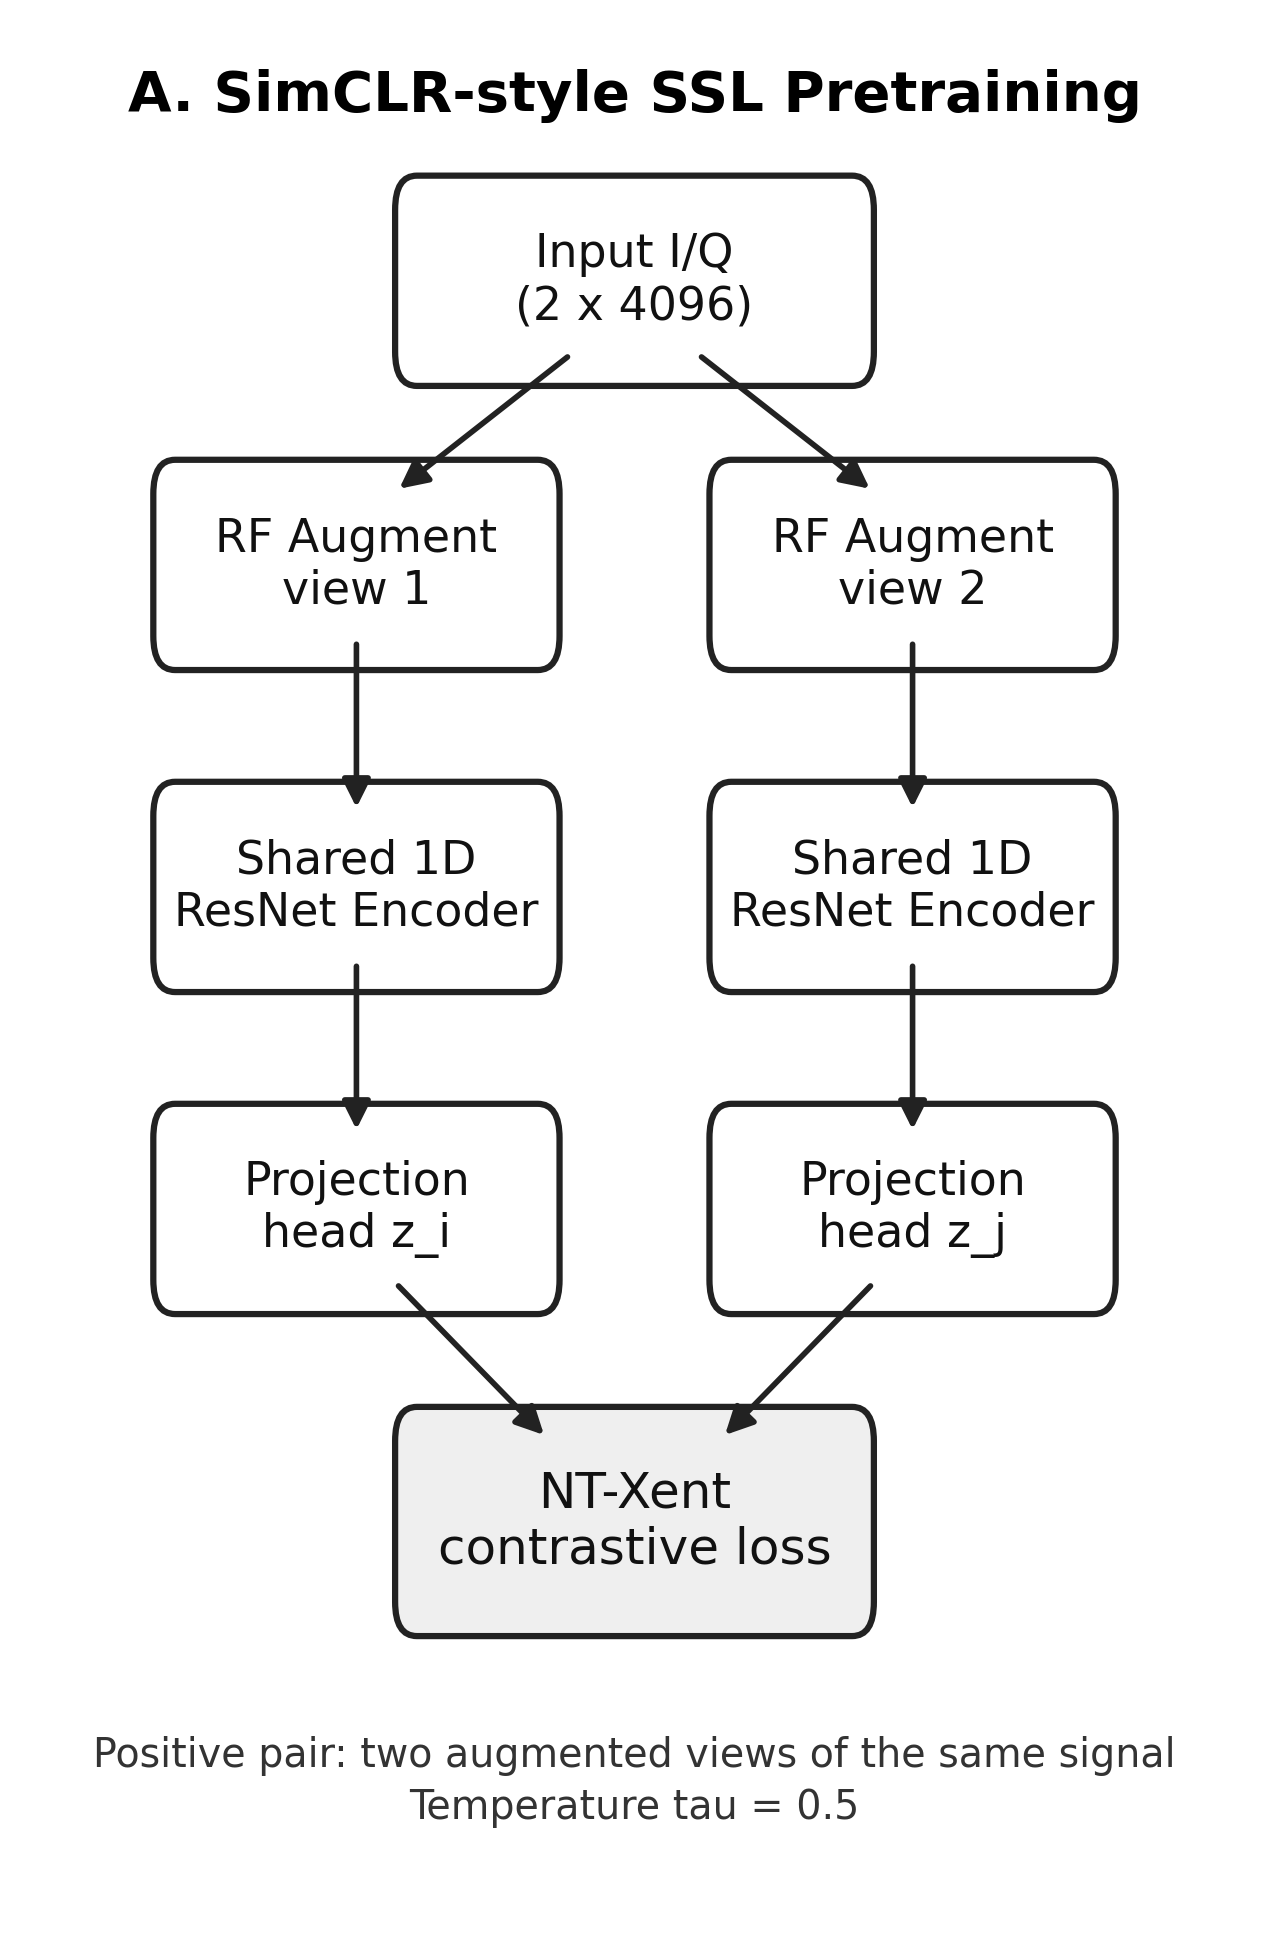 A. SimCLR-style SSL Pretraining
Input I/Q
(2 x 4096)
RF Augment
view 1
RF Augment
view 2
Shared 1D
ResNet Encoder
Shared 1D
ResNet Encoder
Projection
head z_i
Projection
head z_j
NT-Xent
contrastive loss
Positive pair: two augmented views of the same signal
Temperature tau = 0.5